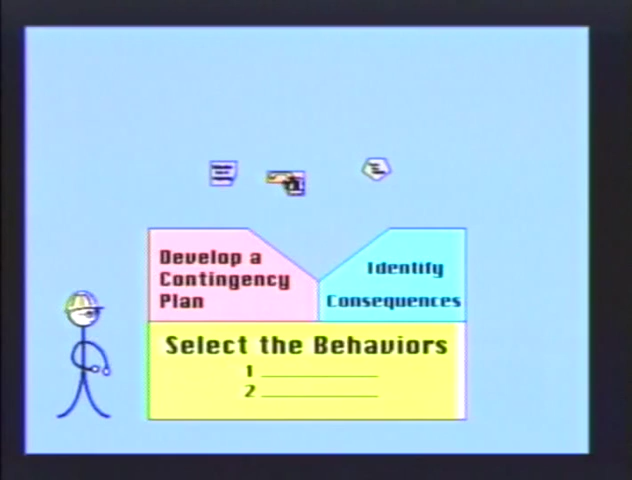 Develop a
Contingency
Plan
Identify
Consequences
Select the Behaviors
1
2